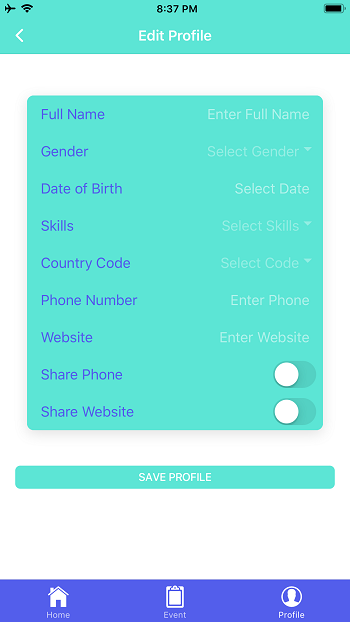 8:37 PM
Edit Profile
Full Name Enter Full Name
Gender Select Gender
Date of Birth Select Date
Skills Select Skills
Country Code Select Code
Phone Number Enter Phone
Website Enter Website
Share Phone
Share Website
SAVE PROFILE
Home Event Profile